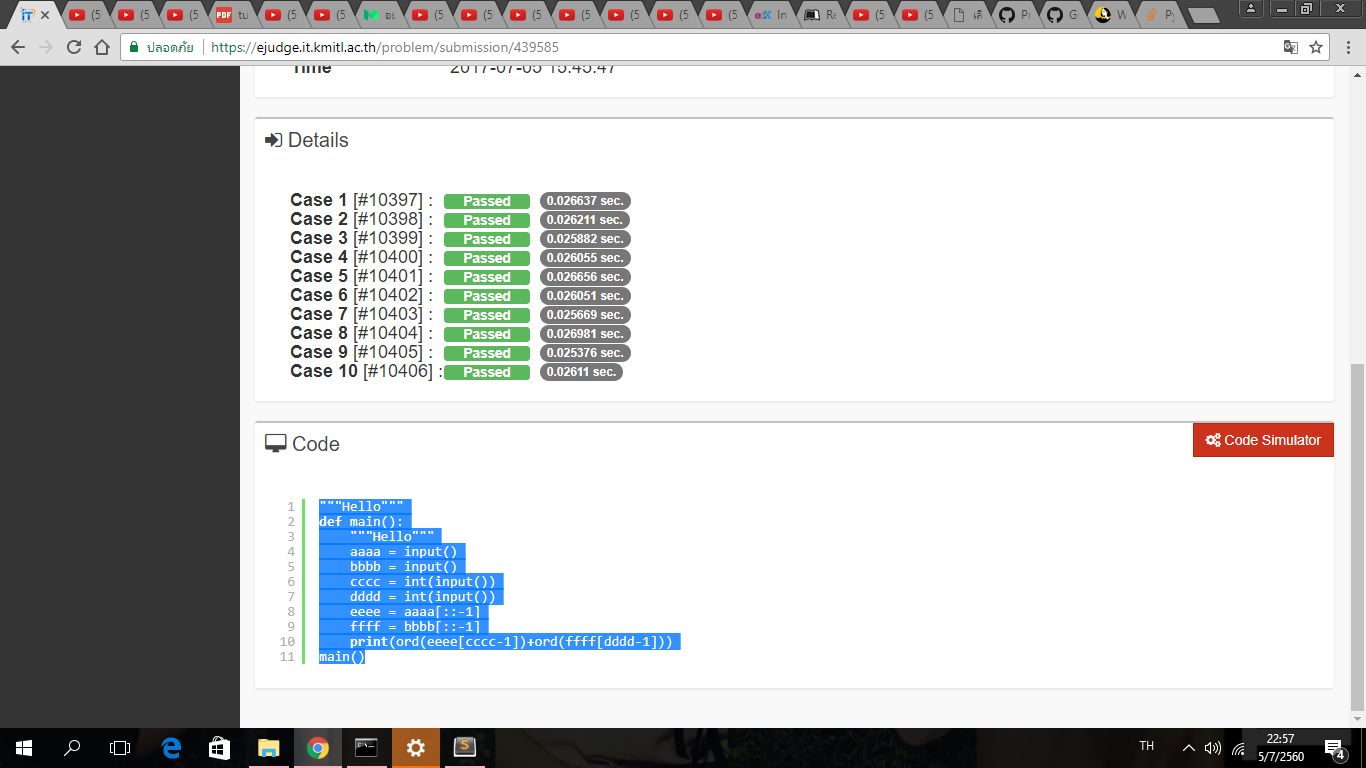 iT (5 (5 (5 PDF tu (5 (5 (5 (5 (5 (5 (5 (5 (5 (5 eX In Re (5 (5 Pr G W Py
ปลอดภัย https://ejudge.it.kmitl.ac.th/problem/submission/439585
Time 2017-07-05 15:45:47
Details
Case 1 [#10397] : Passed 0.026637 sec.
Case 2 [#10398] : Passed 0.026211 sec.
Case 3 [#10399] : Passed 0.025882 sec.
Case 4 [#10400] : Passed 0.026055 sec.
Case 5 [#10401] : Passed 0.026656 sec.
Case 6 [#10402] : Passed 0.026051 sec.
Case 7 [#10403] : Passed 0.025669 sec.
Case 8 [#10404] : Passed 0.026981 sec.
Case 9 [#10405] : Passed 0.025376 sec.
Case 10 [#10406] : Passed 0.02611 sec.
Code Code Simulator
1 """Hello"""
2 def main():
3 """Hello"""
4 aaaa = input()
5 bbbb = input()
6 cccc = int(input())
7 dddd = int(input())
8 eeee = aaaa[::-1]
9 ffff = bbbb[::-1]
10 print(ord(eeee[cccc-1])+ord(ffff[dddd-1]))
11 main()
TH 22:57
5/7/2560 4